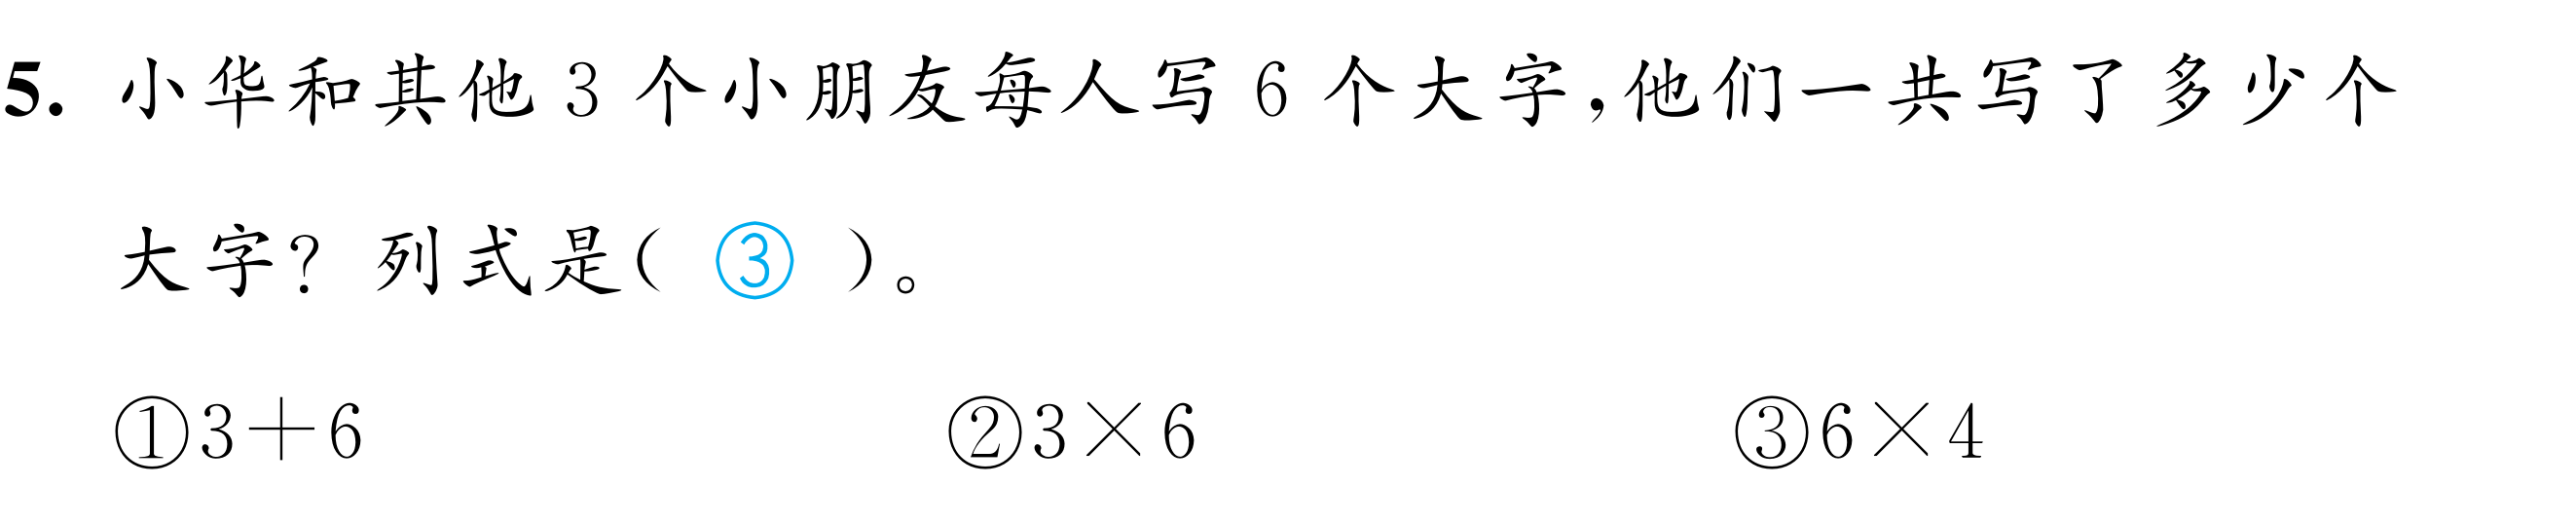 5. 小华和其他 3 个小朋友每人写 6 个大字,他们一共写了多少个
大字? 列式是( ③ )。
①3+6 ②3×6 ③6×4